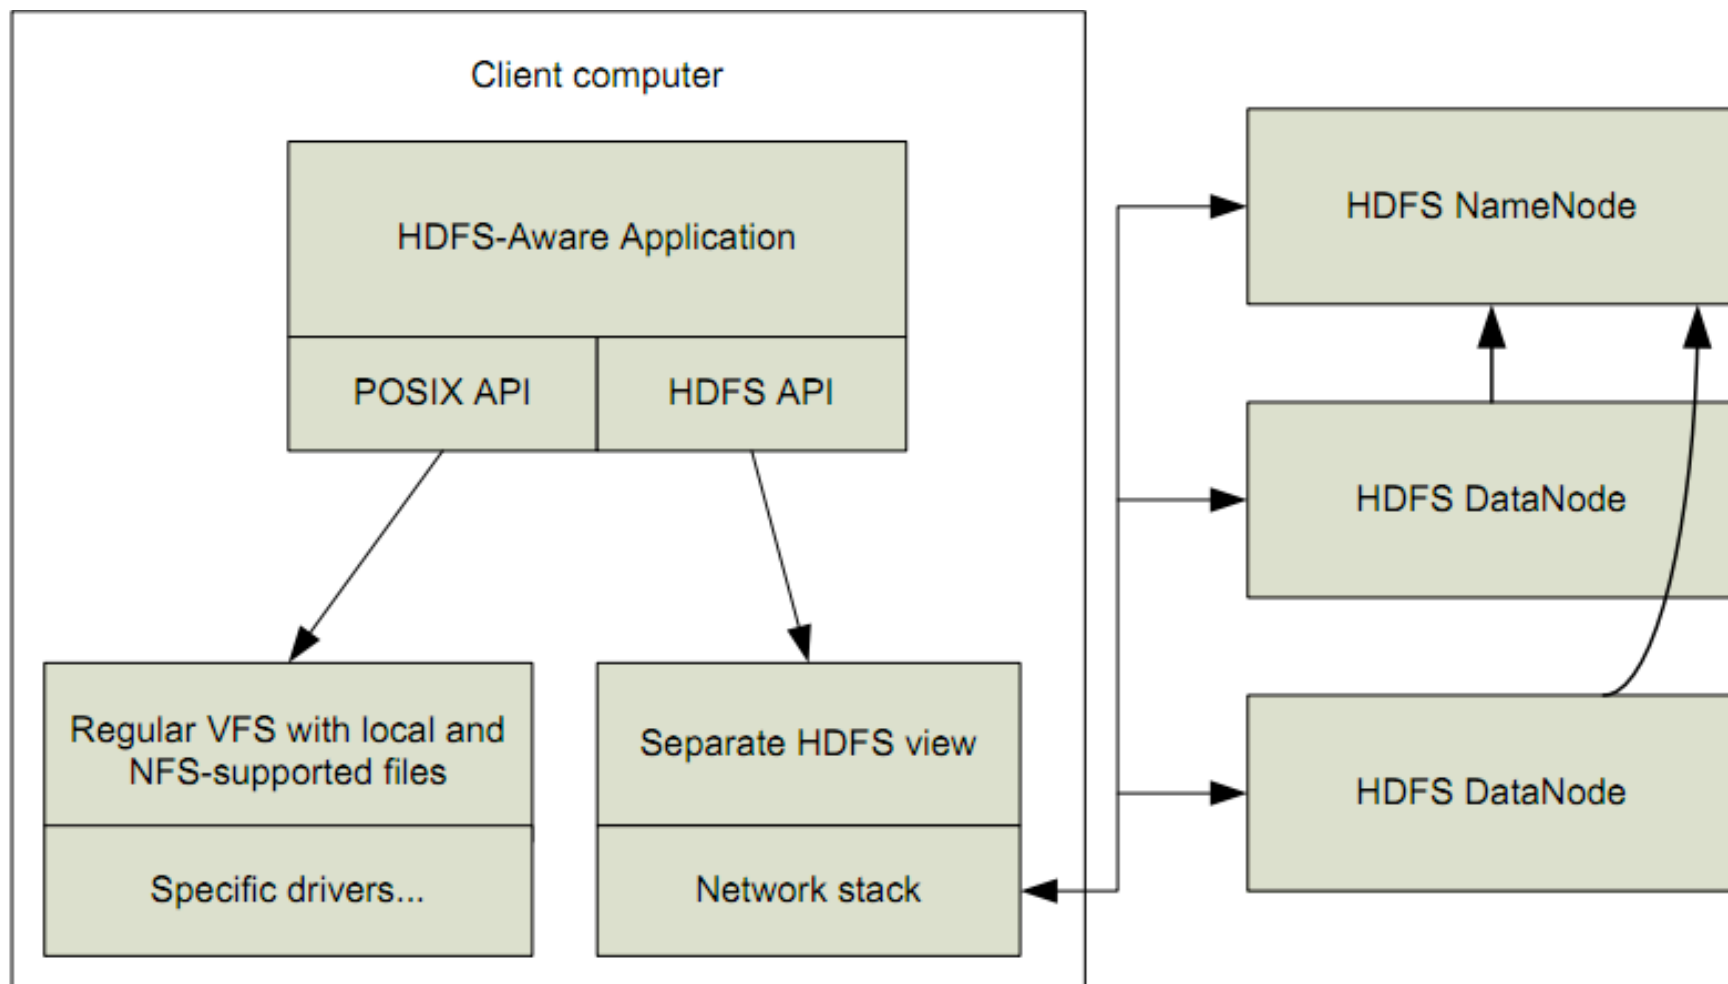 Client computer
HDFS-Aware Application
POSIX API
HDFS API
Regular VFS with local and
NFS-supported files
Specific drivers...
Separate HDFS view
Network stack
HDFS NameNode
HDFS DataNode
HDFS DataNode